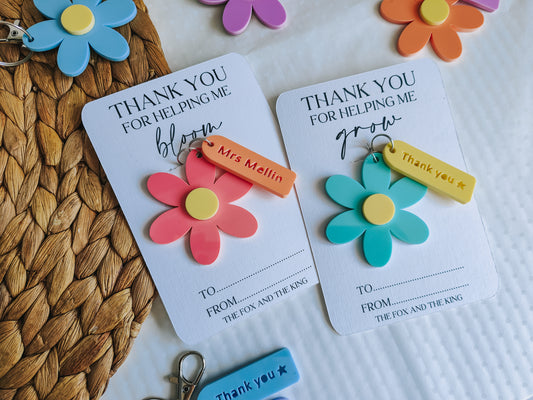 THANK YOU
FOR HELPING ME
bloom
Mrs Mellin
TO
FROM
THE FOX AND THE KING
THANK YOU
FOR HELPING ME
grow
Thank you ★
TO
FROM
THE FOX AND THE KING
Thank you ★